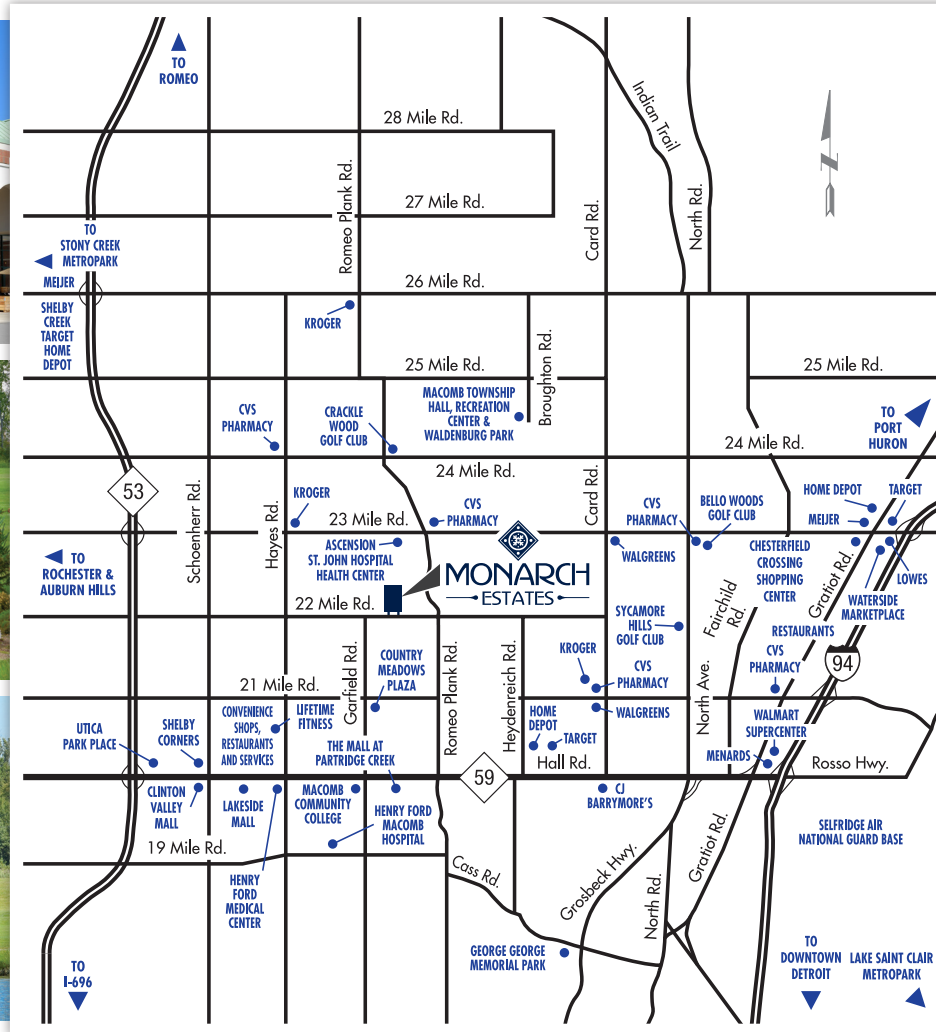 TO
ROMEO
28 Mile Rd.
Indian Trail
N
Romeo Plank Rd.
27 Mile Rd.
Card Rd.
North Rd.
TO
STONY CREEK
METROPARK
MEIJER
26 Mile Rd.
SHELBY
CREEK
TARGET
HOME
DEPOT
KROGER
Broughton Rd.
25 Mile Rd.
25 Mile Rd.
CVS
PHARMACY
CRACKLE
WOOD
GOLF CLUB
MACOMB TOWNSHIP
HALL, RECREATION
CENTER &
WALDENBURG PARK
TO
PORT
HURON
24 Mile Rd.
24 Mile Rd.
53
Schoenherr Rd.
Hayes Rd.
KROGER
23 Mile Rd.
CVS
PHARMACY
Card Rd.
CVS
PHARMACY
BELLO WOODS
GOLF CLUB
HOME DEPOT
TARGET
MEIJER
TO
ROCHESTER &
AUBURN HILLS
ASCENSION
ST. JOHN HOSPITAL
HEALTH CENTER
MONARCH
ESTATES
WALGREENS
CHESTERFIELD
CROSSING
SHOPPING
CENTER
Gratiot Rd.
LOWES
WATERSIDE
MARKETPLACE
22 Mile Rd.
SYCAMORE
HILLS
GOLF CLUB
Fairchild
Rd.
RESTAURANTS
CVS
PHARMACY
94
Garfield Rd.
COUNTRY
MEADOWS
PLAZA
Romeo Plank Rd.
Heydenreich Rd.
KROGER
CVS
PHARMACY
North Ave.
21 Mile Rd.
UTICA
PARK PLACE
SHELBY
CORNERS
CONVENIENCE
SHOPS,
RESTAURANTS
AND SERVICES
LIFETIME
FITNESS
THE MALL AT
PARTRIDGE CREEK
HOME
DEPOT
TARGET
WALGREENS
WALMART
SUPERCENTER
MENARDS
Hall Rd.
Rosso Hwy.
59
CLINTON
VALLEY
MALL
LAKESIDE
MALL
MACOMB
COMMUNITY
COLLEGE
HENRY FORD
MACOMB
HOSPITAL
CJ
BARRYMORE'S
SELFRIDGE AIR
NATIONAL GUARD BASE
19 Mile Rd.
HENRY
FORD
MEDICAL
CENTER
Cass Rd.
Grosbeck Hwy.
North Rd.
Gratiot Rd.
GEORGE GEORGE
MEMORIAL PARK
TO
I-696
TO
DOWNTOWN
DETROIT
LAKE SAINT CLAIR
METROPARK